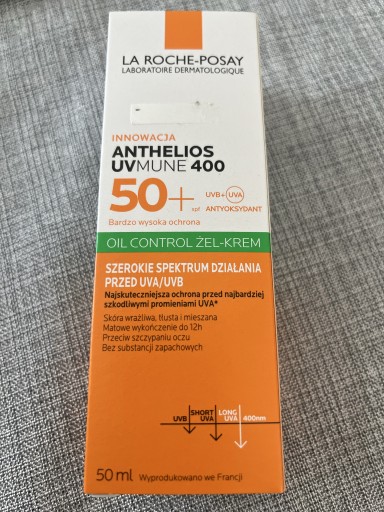 LA ROCHE-POSAY
LABORATOIRE DERMATOLOGIQUE
INNOWACJA
ANTHELIOS
UVMUNE 400
50+ spf
UVB+ UVA
ANTYOKSYDANT
Bardzo wysoka ochrona
OIL CONTROL ŻEL-KREM
SZEROKIE SPEKTRUM DZIAŁANIA
PRZED UVA/UVB
Najskuteczniejsza ochrona przed najbardziej
szkodliwymi promieniami UVA*
Skóra wrażliwa, tłusta i mieszana
Matowe wykończenie do 12h
Przeciw szczypaniu oczu
Bez substancji zapachowych
UVB SHORT UVA LONG UVA 400nm
50 ml Wyprodukowano we Francji